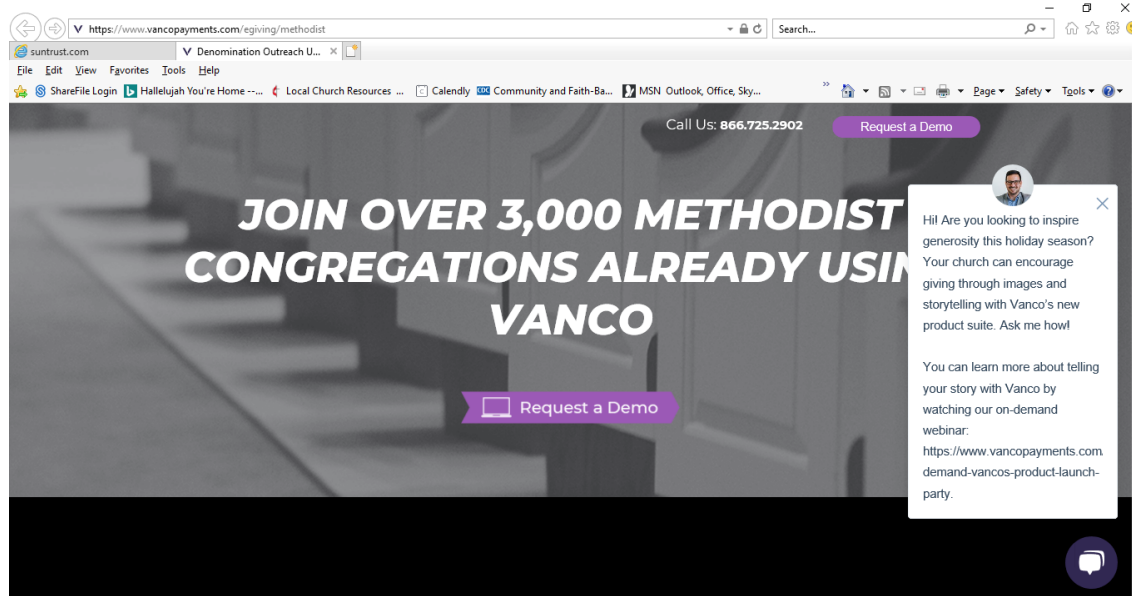 https://www.vancopayments.com/egiving/methodist
Search...
suntrust.com
Denomination Outreach U...
File Edit View Favorites Tools Help
ShareFile Login Hallelujah You're Home --... Local Church Resources ... Calendly CDC Community and Faith-Ba... MSN Outlook, Office, Sky... » Page Safety Tools
Call Us: 866.725.2902
Request a Demo
JOIN OVER 3,000 METHODIST
CONGREGATIONS ALREADY USIN
VANCO
Request a Demo
Hi! Are you looking to inspire
generosity this holiday season?
Your church can encourage
giving through images and
storytelling with Vanco's new
product suite. Ask me how!
You can learn more about telling
your story with Vanco by
watching our on-demand
webinar:
https://www.vancopayments.com/
demand-vancos-product-launch-
party.